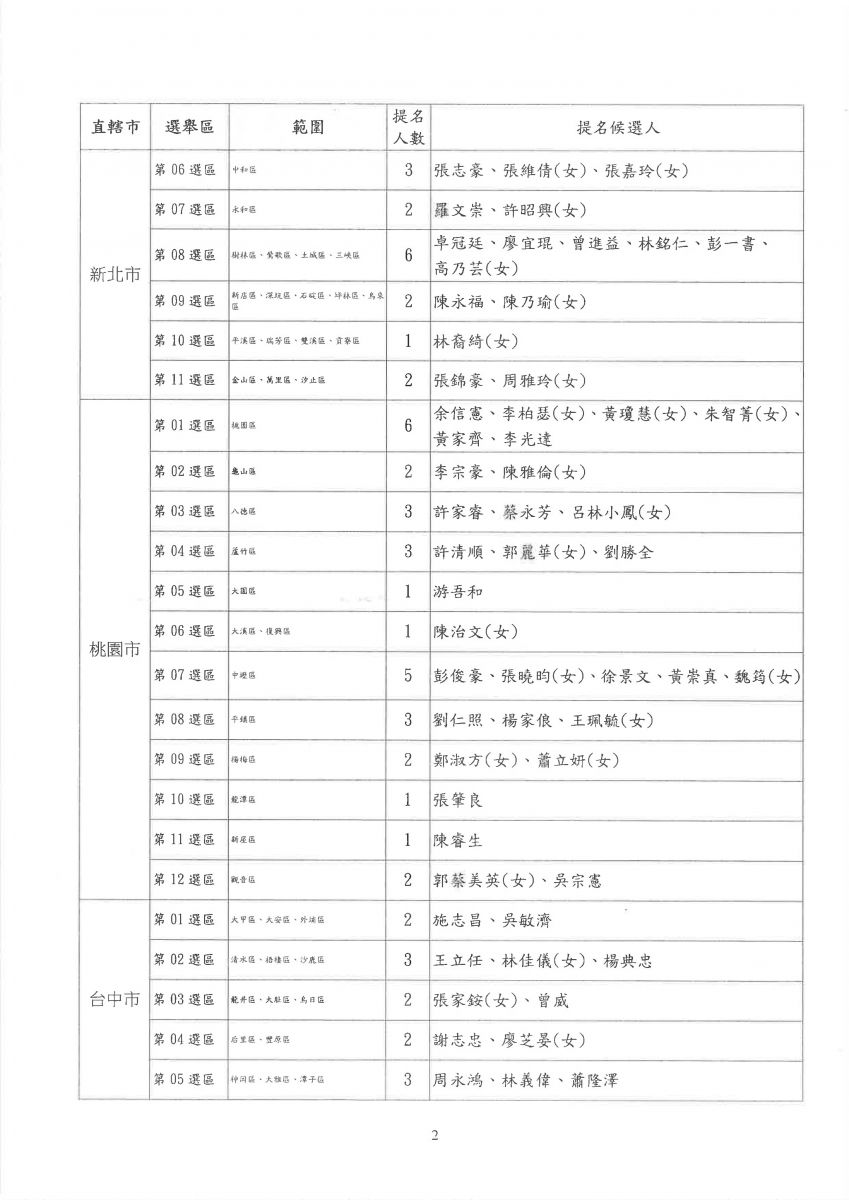 直轄市 選舉區 範圍 提名人數 提名候選人
新北市
第 06 選區 中和區 3 張志豪、張維倩(女)、張嘉玲(女)
第 07 選區 永和區 2 羅文崇、許昭興(女)
第 08 選區 樹林區、鶯歌區、土城區、三峽區 6 卓冠廷、廖宜琨、曾進益、林銘仁、彭一書、
高乃芸(女)
第 09 選區 新店區、深坑區、石碇區、坪林區、烏來
區 2 陳永福、陳乃瑜(女)
第 10 選區 平溪區、瑞芳區、雙溪區、貢寮區 1 林裔綺(女)
第 11 選區 金山區、萬里區、汐止區 2 張錦豪、周雅玲(女)
桃園市
第 01 選區 桃園區 6 余信憲、李柏瑟(女)、黃瓊慧(女)、朱智菁(女)、
黃家齊、李光達
第 02 選區 龜山區 2 李宗豪、陳雅倫(女)
第 03 選區 八德區 3 許家睿、蔡永芳、呂林小鳳(女)
第 04 選區 蘆竹區 3 許清順、郭麗華(女)、劉勝全
第 05 選區 大園區 1 游吾和
第 06 選區 大溪區、復興區 1 陳治文(女)
第 07 選區 中壢區 5 彭俊豪、張曉昀(女)、徐景文、黃崇真、魏筠(女)
第 08 選區 平鎮區 3 劉仁照、楊家俍、王珮毓(女)
第 09 選區 楊梅區 2 鄭淑方(女)、蕭立妍(女)
第 10 選區 龍潭區 1 張肇良
第 11 選區 新屋區 1 陳睿生
第 12 選區 觀音區 2 郭蔡美英(女)、吳宗憲
台中市
第 01 選區 大甲區、大安區、外埔區 2 施志昌、吳敏濟
第 02 選區 清水區、梧棲區、沙鹿區 3 王立任、林佳儀(女)、楊典忠
第 03 選區 龍井區、大肚區、烏日區 2 張家銨(女)、曾威
第 04 選區 后里區、豐原區 2 謝志忠、廖芝晏(女)
第 05 選區 神岡區、大雅區、潭子區 3 周永鴻、林義偉、蕭隆澤
2